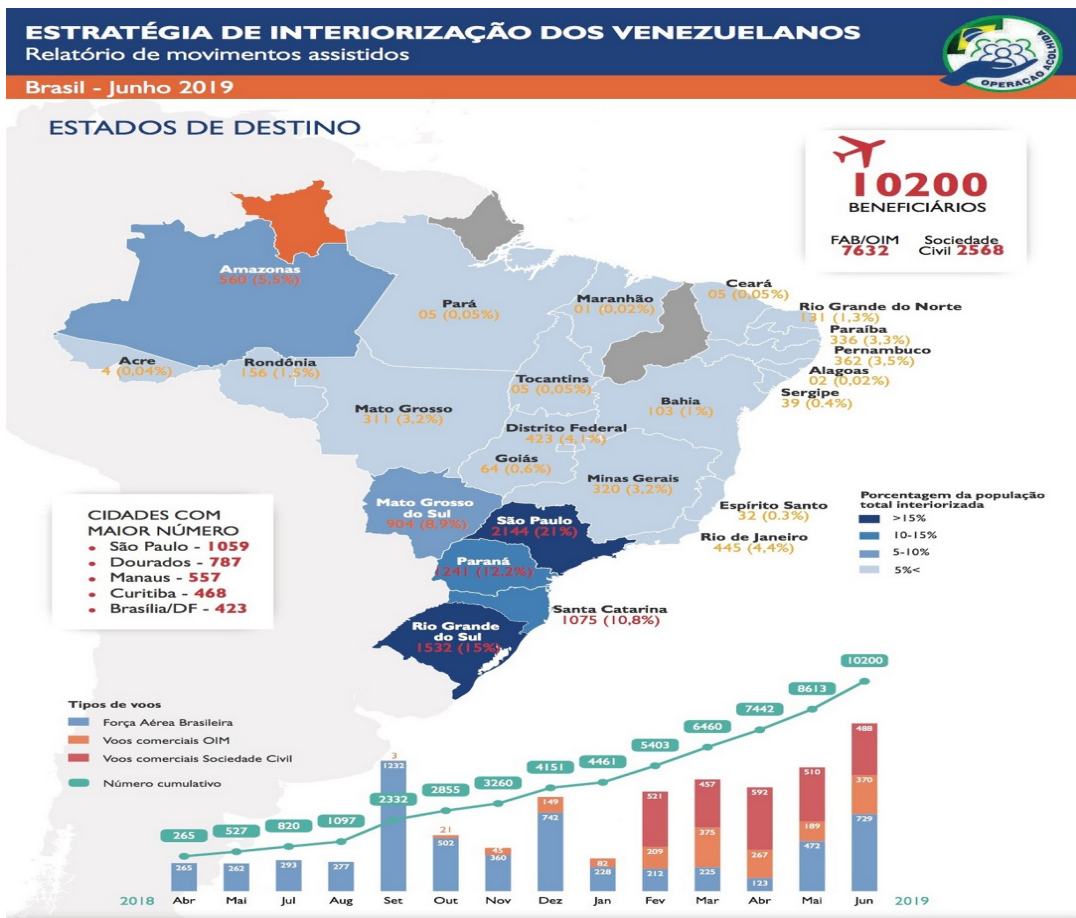 ESTRATÉGIA DE INTERIORIZAÇÃO DOS VENEZUELANOS
Relatório de movimentos assistidos
OPERAÇÃO ACOLHIDA
Brasil - Junho 2019
ESTADOS DE DESTINO
10200
BENEFICIÁRIOS
FAB/OIM
7632
Sociedade
Civil 2568
Amazonas
560 (5,5%)
Pará
05 (0,05%)
Maranhão
01 (0,02%)
Ceará
05 (0,05%)
Rio Grande do Norte
131 (1,3%)
Paraíba
336 (3,3%)
Pernambuco
362 (3,5%)
Alagoas
02 (0,02%)
Sergipe
39 (0.4%)
Acre
4 (0,04%)
Rondônia
156 (1,5%)
Tocantins
05 (0,05%)
Mato Grosso
311 (3,2%)
Bahia
103 (1%)
Distrito Federal
423 (4,1%)
Goiás
64 (0,6%)
Minas Gerais
320 (3,2%)
Mato Grosso
do Sul
904 (8,9%)
São Paulo
2144 (21%)
Espírito Santo
32 (0.3%)
Rio de Janeiro
445 (4,4%)
Paraná
1241 (12,2%)
Santa Catarina
1075 (10,8%)
Rio Grande
do Sul
1532 (15%)
CIDADES COM
MAIOR NÚMERO
• São Paulo - 1059
• Dourados - 787
• Manaus - 557
• Curitiba - 468
• Brasília/DF - 423
Porcentagem da população
total interiorizada
>15%
10-15%
5-10%
5%<
Tipos de voos
Força Aérea Brasileira
Voos comerciais OIM
Voos comerciais Sociedade Civil
Número cumulativo
265 527 820 1097 2332 2855 3260 4151 4461 5403 6460 7442 8613 10200
265
262
293
277
3
1232
21
502
45
360
149
742
82
228
521
209
212
457
375
225
592
267
123
510
189
472
488
370
729
2018 Abr Mai Jul Aug Set Out Nov Dez Jan Fev Mar Abr Mai Jun 2019